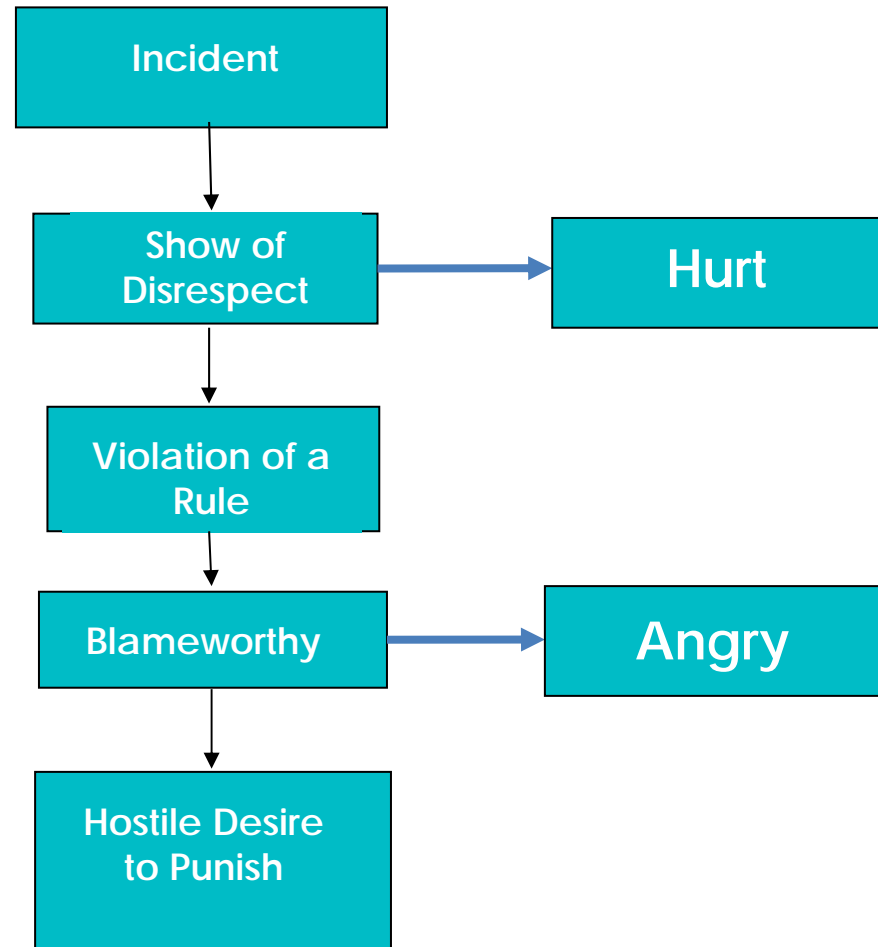 Incident
Show of
Disrespect
Hurt
Violation of a
Rule
Blameworthy
Angry
Hostile Desire
to Punish